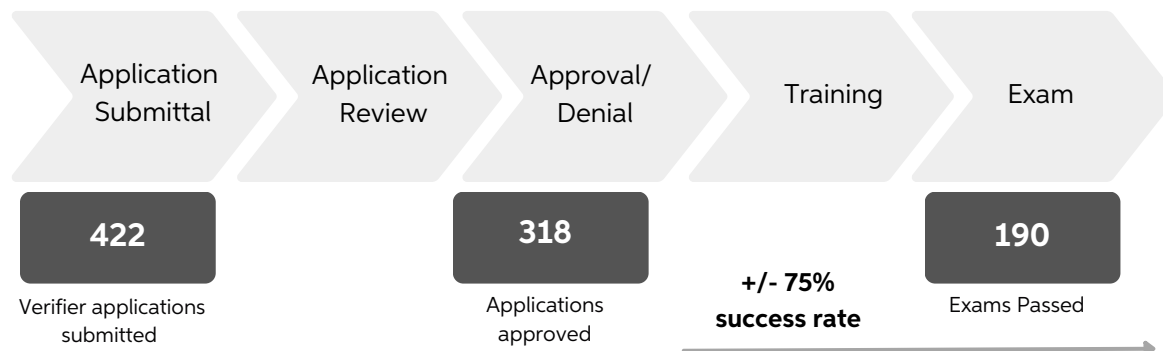 Application
Submittal
Application
Review
Approval/
Denial
Training
Exam
422
318
190
Verifier applications
submitted
Applications
approved
+/- 75%
success rate
Exams Passed